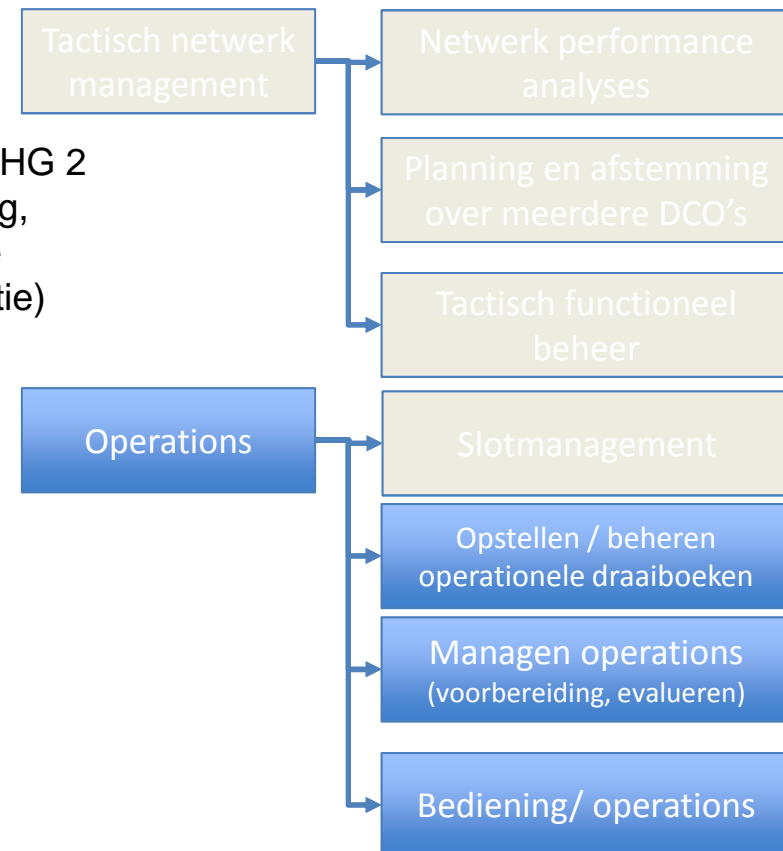 Tactisch netwerk
management
Netwerk performance
analyses
HG 2
g,
tie)
Planning en afstemming
over meerdere DCO's
Tactisch functioneel
beheer
Operations
Slotmanagement
Opstellen / beheren
operationele draaiboeken
Managen operations
(voorbereiding, evalueren)
Bediening/ operations